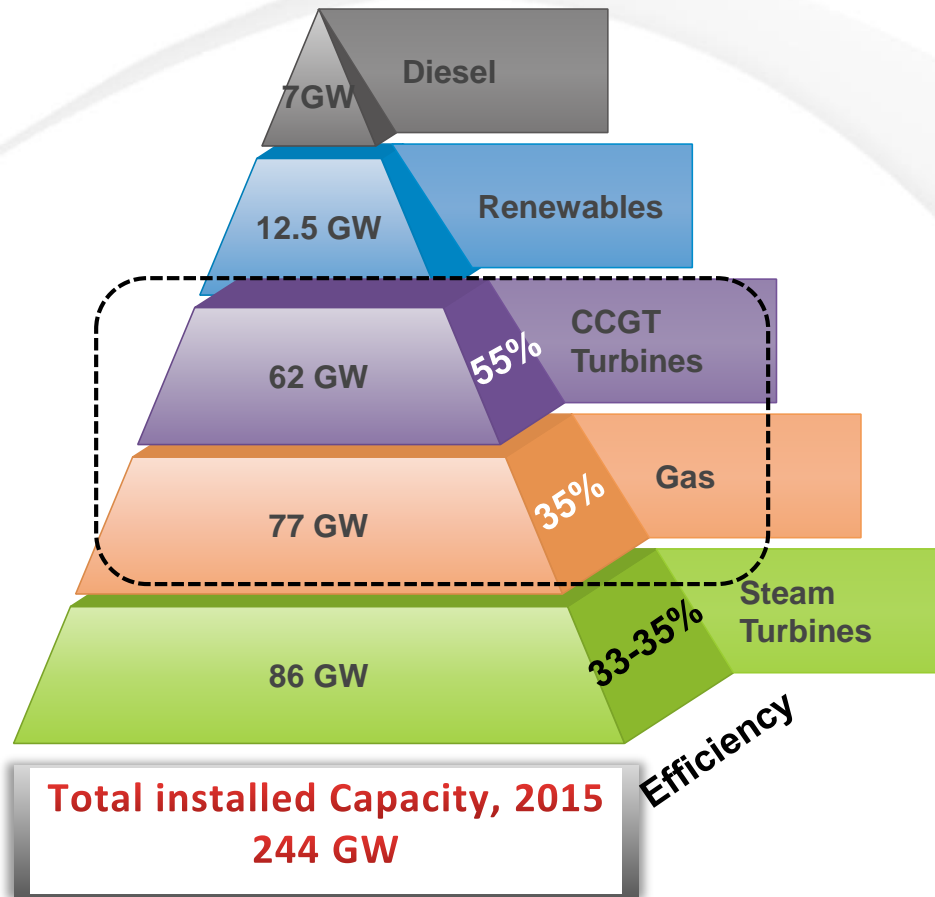 7GW
Diesel
12.5 GW
Renewables
62 GW
55%
CCGT
Turbines
77 GW
35%
Gas
86 GW
33-35%
Steam
Turbines
Efficiency
Total installed Capacity, 2015
244 GW